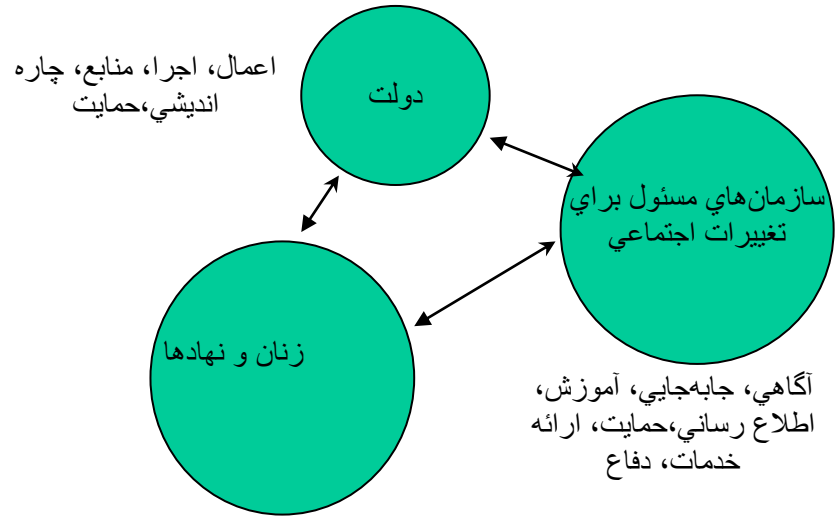 اعمال، اجرا، منابع، چاره
انديشي،حمايت
دولت
سازمان‌هاي مسئول براي
تغييرات اجتماعي
زنان و نهادها
آگاهي، جابه‌جايي، آموزش،
اطلاع رساني،حمايت، ارائه
خدمات، دفاع